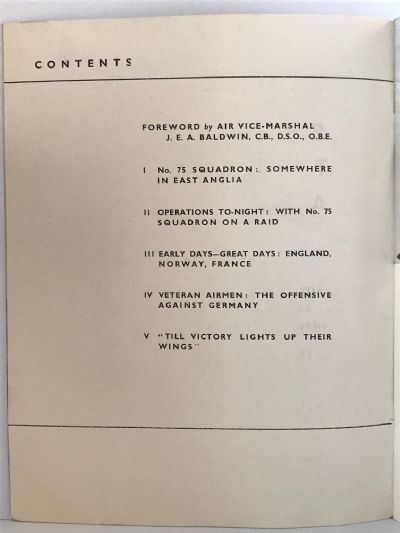 CONTENTS
FOREWORD by AIR VICE-MARSHAL
J. E. A. BALDWIN, C.B., D.S.O., O.B.E.
I No. 75 SQUADRON: SOMEWHERE
IN EAST ANGLIA
II OPERATIONS TO-NIGHT: WITH No. 75
SQUADRON ON A RAID
III EARLY DAYS—GREAT DAYS: ENGLAND,
NORWAY, FRANCE
IV VETERAN AIRMEN: THE OFFENSIVE
AGAINST GERMANY
V "TILL VICTORY LIGHTS UP THEIR
WINGS"